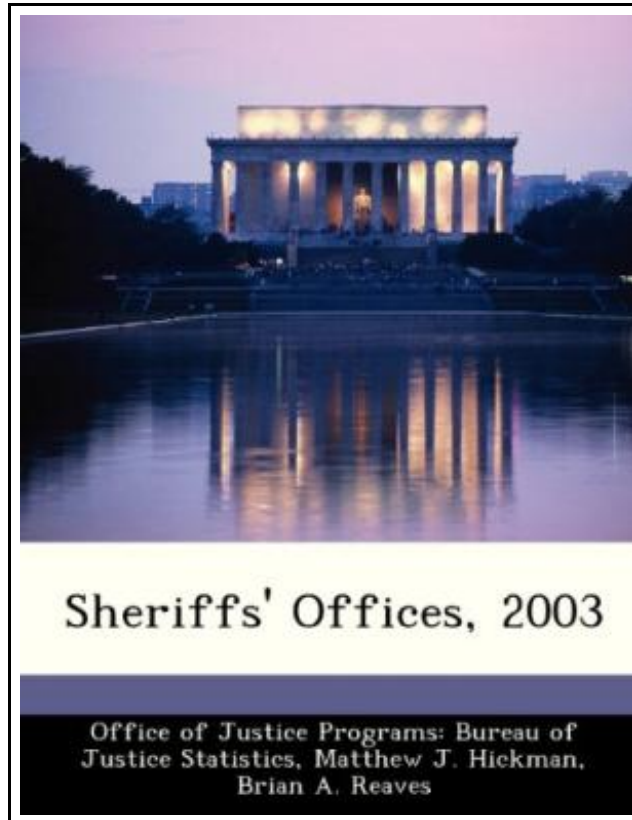 Sheriffs' Offices, 2003
Office of Justice Programs: Bureau of
Justice Statistics, Matthew J. Hickman,
Brian A. Reaves